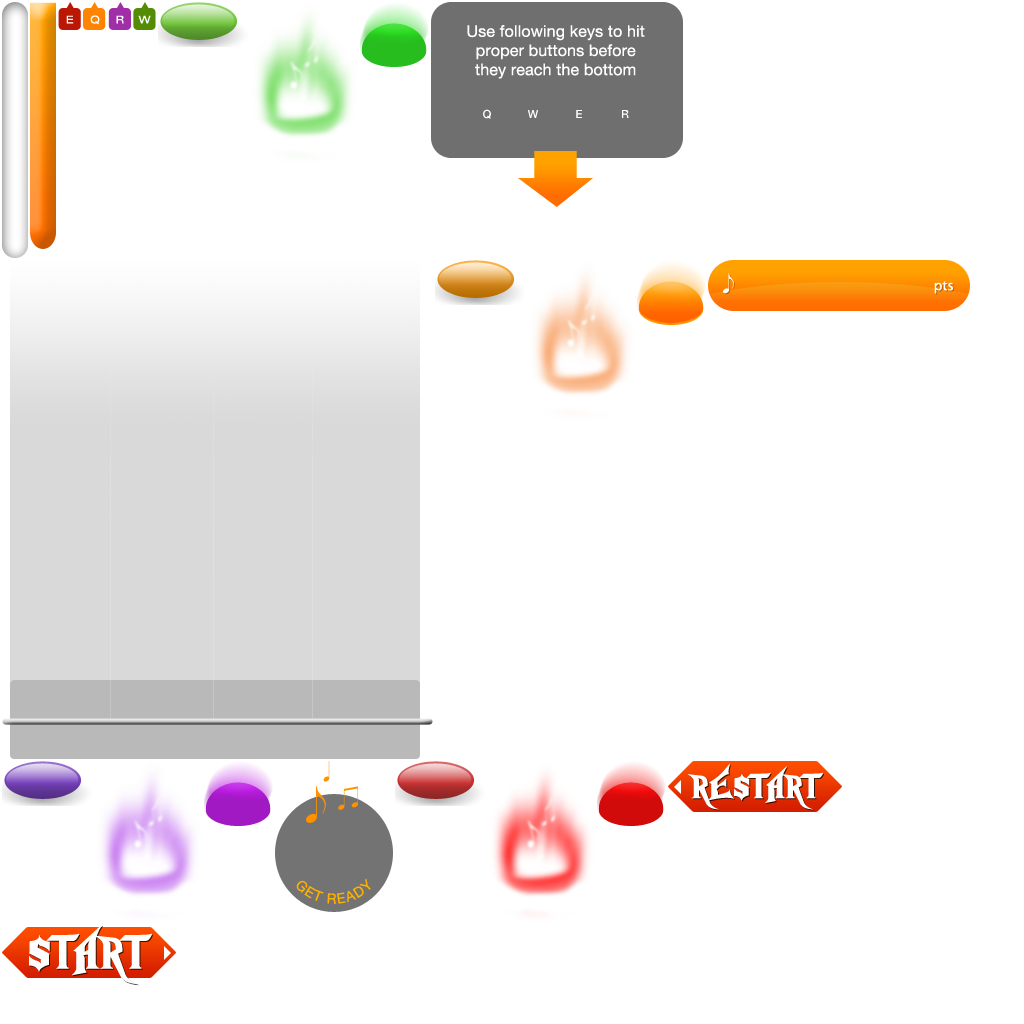 E Q R W
Use following keys to hit
proper buttons before
they reach the bottom
Q W E R
pts
GET READY
RESTART
START